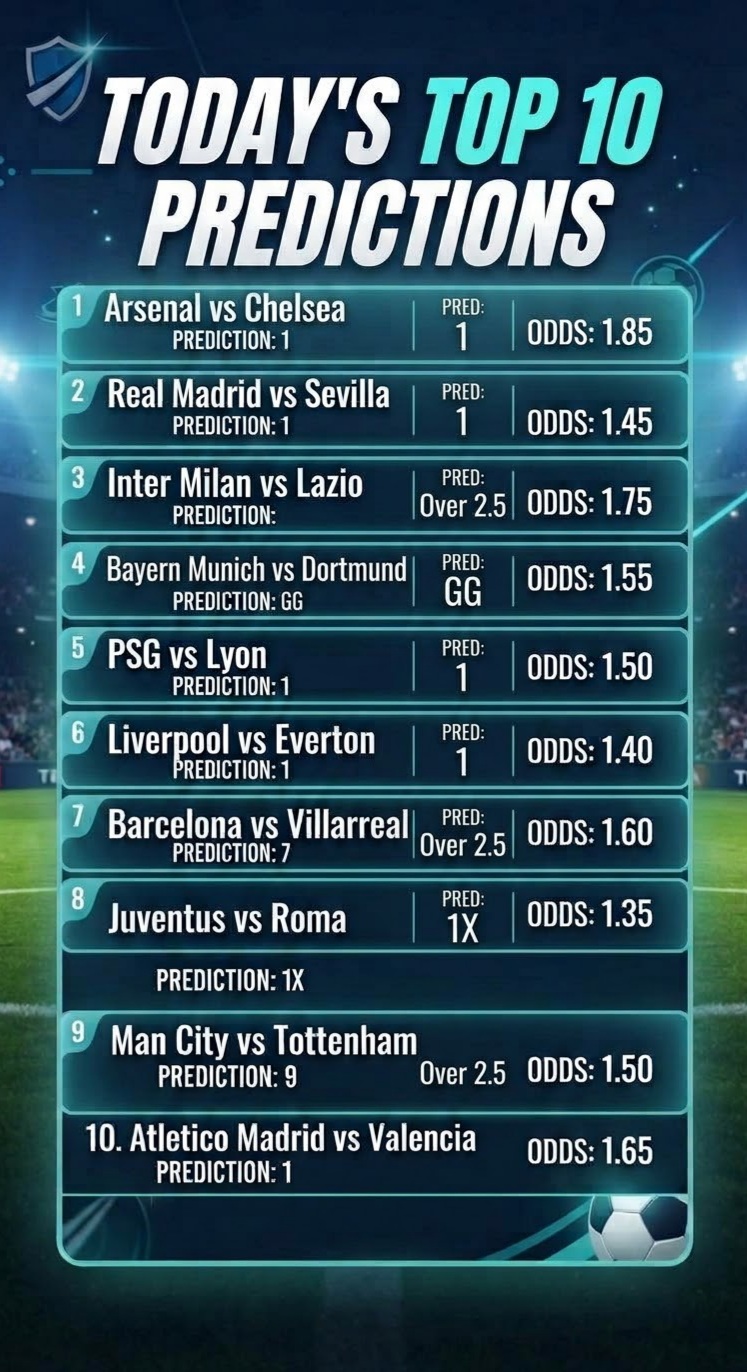 TODAY'S TOP 10
PREDICTIONS
1 Arsenal vs Chelsea
PREDICTION: 1
PRED:
1
ODDS: 1.85
2 Real Madrid vs Sevilla
PREDICTION: 1
PRED:
1
ODDS: 1.45
3 Inter Milan vs Lazio
PREDICTION:
PRED:
Over 2.5
ODDS: 1.75
4 Bayern Munich vs Dortmund
PREDICTION: GG
PRED:
GG
ODDS: 1.55
5 PSG vs Lyon
PREDICTION: 1
PRED:
1
ODDS: 1.50
6 Liverpool vs Everton
PREDICTION: 1
PRED:
1
ODDS: 1.40
7 Barcelona vs Villarreal
PREDICTION: 7
PRED:
Over 2.5
ODDS: 1.60
8 Juventus vs Roma
PRED:
1X
ODDS: 1.35
PREDICTION: 1X
9 Man City vs Tottenham
PREDICTION: 9
Over 2.5
ODDS: 1.50
10. Atletico Madrid vs Valencia
PREDICTION: 1
ODDS: 1.65